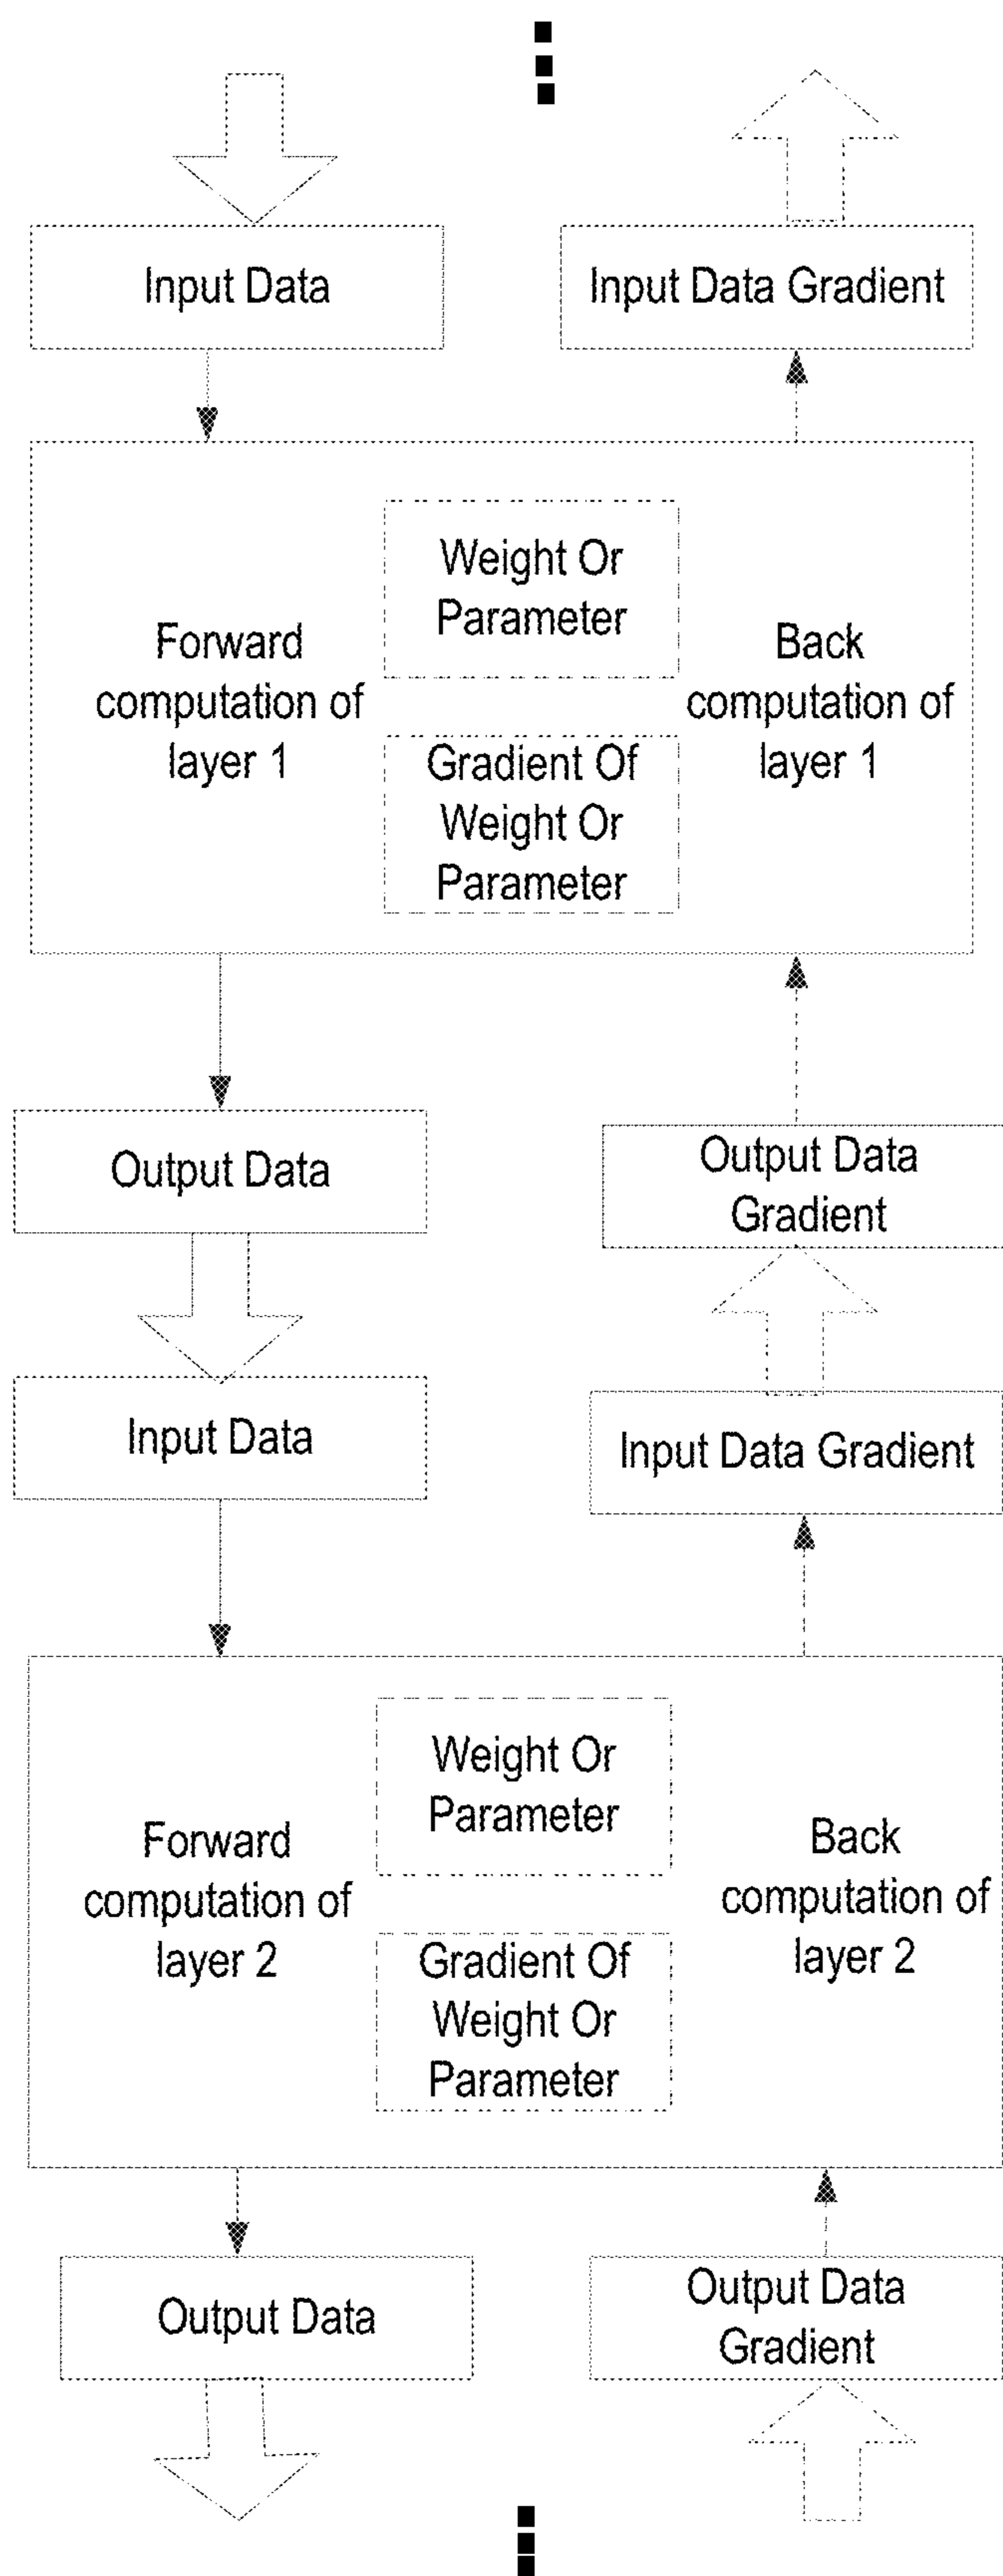 Input Data
Input Data Gradient
Weight Or
Parameter
Forward
computation of
layer 1
Back
computation of
layer 1
Gradient Of
Weight Or
Parameter
Output Data
Output Data
Gradient
Input Data
Input Data Gradient
Weight Or
Parameter
Forward
computation of
layer 2
Back
computation of
layer 2
Gradient Of
Weight Or
Parameter
Output Data
Output Data
Gradient